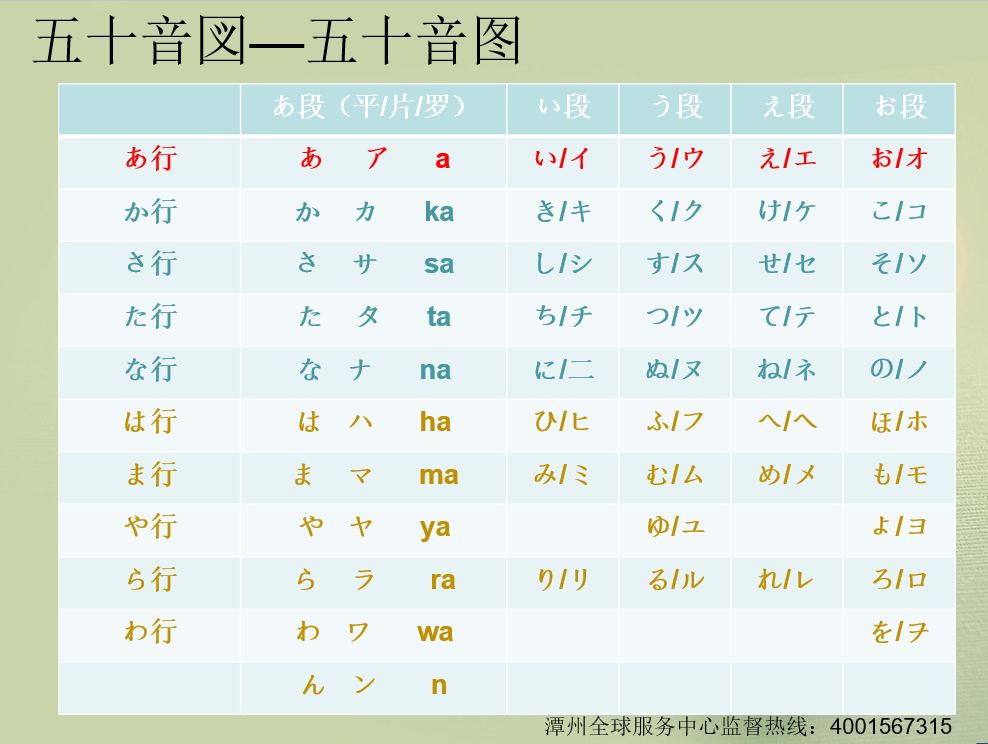 五十音図—五十音图
あ段（平/片/罗） い段 う段 え段 お段
あ行 あ ア a い/イ う/ウ え/エ お/オ
か行 か カ ka き/キ く/ク け/ケ こ/コ
さ行 さ サ sa し/シ す/ス せ/セ そ/ソ
た行 た タ ta ち/チ つ/ツ て/テ と/ト
な行 な ナ na に/二 ぬ/ヌ ね/ネ の/ノ
は行 は ハ ha ひ/ヒ ふ/フ へ/ヘ ほ/ホ
ま行 ま マ ma み/ミ む/ム め/メ も/モ
や行 や ヤ ya ゆ/ユ よ/ヨ
ら行 ら ラ ra り/リ る/ル れ/レ ろ/ロ
わ行 わ ワ wa を/ヲ
ん ン n
潭州全球服务中心监督热线：4001567315